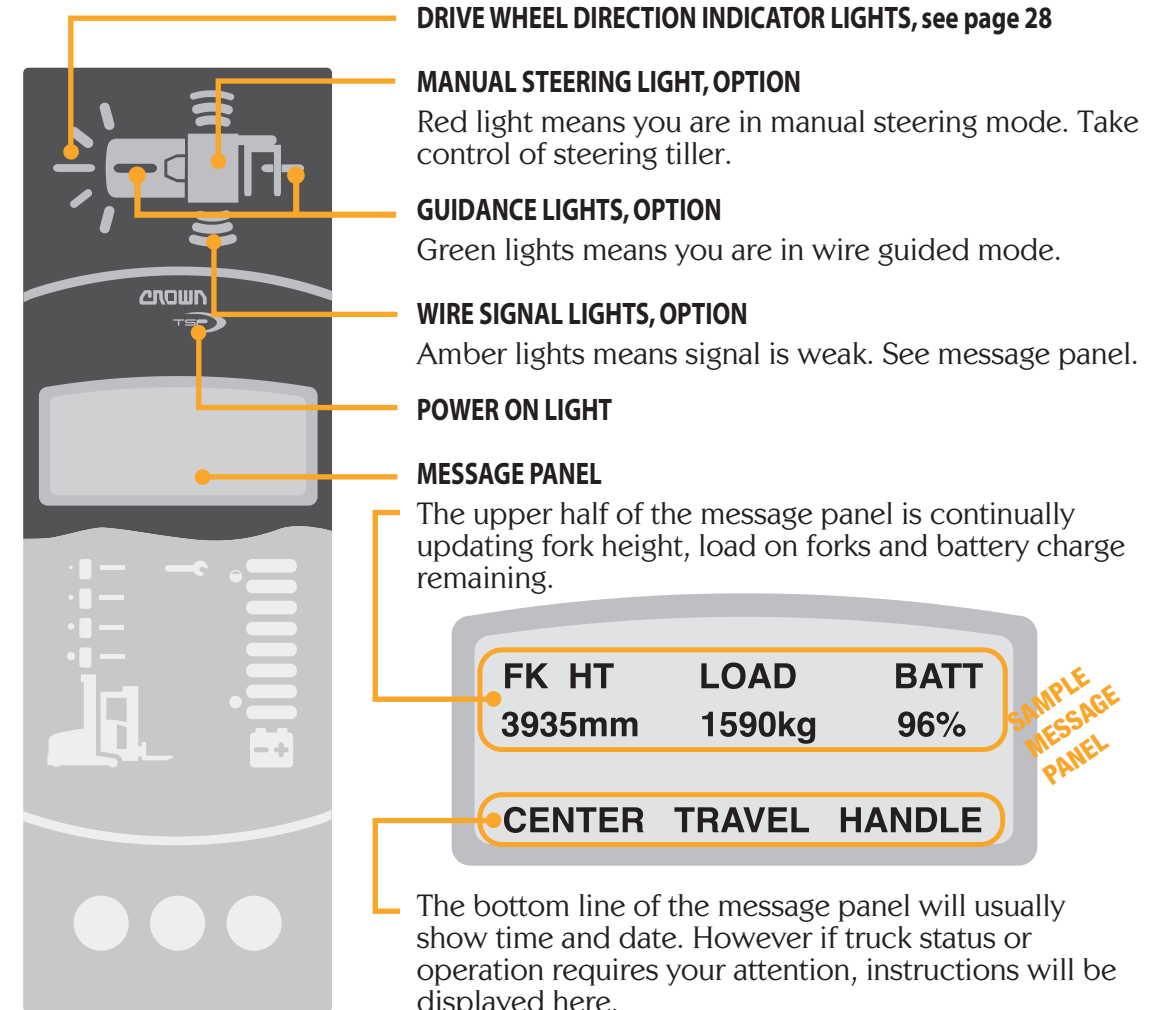 DRIVE WHEEL DIRECTION INDICATOR LIGHTS, see page 28
MANUAL STEERING LIGHT, OPTION
Red light means you are in manual steering mode. Take
control of steering tiller.
GUIDANCE LIGHTS, OPTION
Green lights means you are in wire guided mode.
WIRE SIGNAL LIGHTS, OPTION
Amber lights means signal is weak. See message panel.
POWER ON LIGHT
MESSAGE PANEL
The upper half of the message panel is continually
updating fork height, load on forks and battery charge
remaining.
CROWN
TSP
FK HT LOAD BATT
3935mm 1590kg 96%
CENTER TRAVEL HANDLE
SAMPLE
MESSAGE
PANEL
The bottom line of the message panel will usually
show time and date. However if truck status or
operation requires your attention, instructions will be
displayed here.